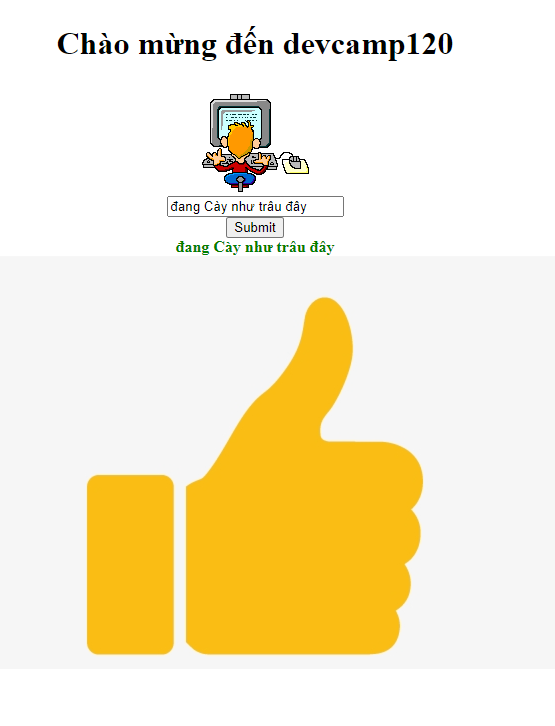 Chào mừng đến devcamp120
đang Cày như trâu đây
Submit
đang Cày như trâu đây